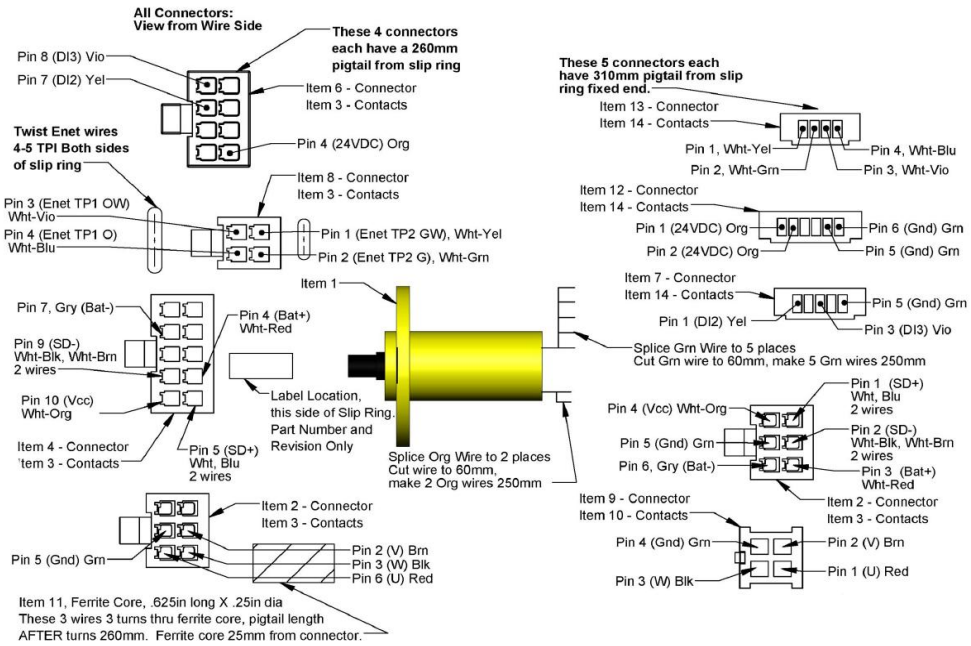 All Connectors:
View from Wire Side
These 4 connectors
each have a 260mm
pigtail from slip ring
Pin 8 (DI3) Vio
Pin 7 (DI2) Yel
Item 6 - Connector
Item 3 - Contacts
Pin 4 (24VDC) Org
Twist Enet wires
4-5 TPI Both sides
of slip ring
Item 8 - Connector
Item 3 - Contacts
Pin 3 (Enet TP1 OW)
Wht-Vio
Pin 4 (Enet TP1 O)
Wht-Blu
Pin 1 (Enet TP2 GW), Wht-Yel
Pin 2 (Enet TP2 G), Wht-Grn
Item 1
Pin 7, Gry (Bat-)
Pin 4 (Bat+)
Wht-Red
Pin 9 (SD-)
Wht-Blk, Wht-Brn
2 wires
Pin 10 (Vcc)
Wht-Org
Item 4 - Connector
tem 3 - Contacts
Pin 5 (SD+)
Wht, Blu
2 wires
Label Location,
this side of Slip Ring.
Part Number and
Revision Only
Splice Org Wire to 2 places
Cut wire to 60mm,
make 2 Org wires 250mm
Item 2 - Connector
Item 3 - Contacts
Pin 5 (Gnd) Grn
Pin 2 (V) Brn
Pin 3 (W) Blk
Pin 6 (U) Red
Item 11, Ferrite Core, .625in long X .25in dia
These 3 wires 3 turns thru ferrite core, pigtail length
AFTER turns 260mm. Ferrite core 25mm from connector.
These 5 connectors each
have 310mm pigtail from slip
ring fixed end.
Item 13 - Connector
Item 14 - Contacts
Pin 1, Wht-Yel
Pin 2, Wht-Grn
Pin 4, Wht-Blu
Pin 3, Wht-Vio
Item 12 - Connector
Item 14 - Contacts
Pin 1 (24VDC) Org
Pin 2 (24VDC) Org
Pin 6 (Gnd) Grn
Pin 5 (Gnd) Grn
Item 7 - Connector
Item 14 - Contacts
Pin 1 (DI2) Yel
Pin 5 (Gnd) Grn
Pin 3 (DI3) Vio
Splice Grn Wire to 5 places
Cut Grn wire to 60mm, make 5 Grn wires 250mm
Pin 4 (Vcc) Wht-Org
Pin 5 (Gnd) Grn
Pin 6, Gry (Bat-)
Pin 1 (SD+)
Wht, Blu
2 wires
Pin 2 (SD-)
Wht-Blk, Wht-Brn
2 wires
Pin 3 (Bat+)
Wht-Red
Item 2 - Connector
Item 3 - Contacts
Item 9 - Connector
Item 10 - Contacts
Pin 4 (Gnd) Grn
Pin 3 (W) Blk
Pin 2 (V) Brn
Pin 1 (U) Red